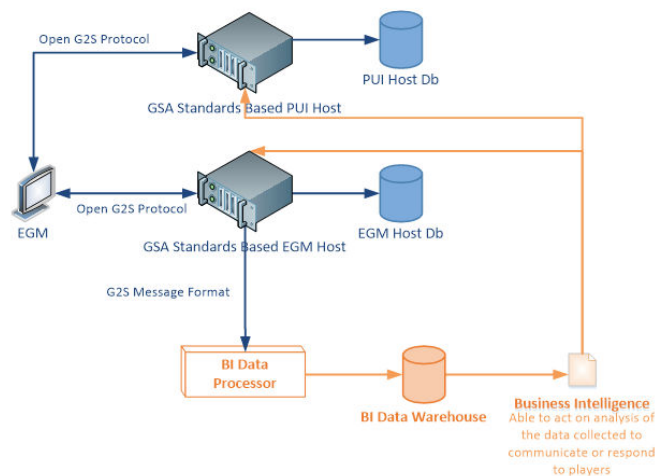 Open G2S Protocol
PUI Host Db
GSA Standards Based PUI Host
EGM
Open G2S Protocol
GSA Standards Based EGM Host
EGM Host Db
G2S Message Format
BI Data
Processor
BI Data Warehouse
Business Intelligence
Able to act on analysis of
the data collected to
communicate or respond
to players